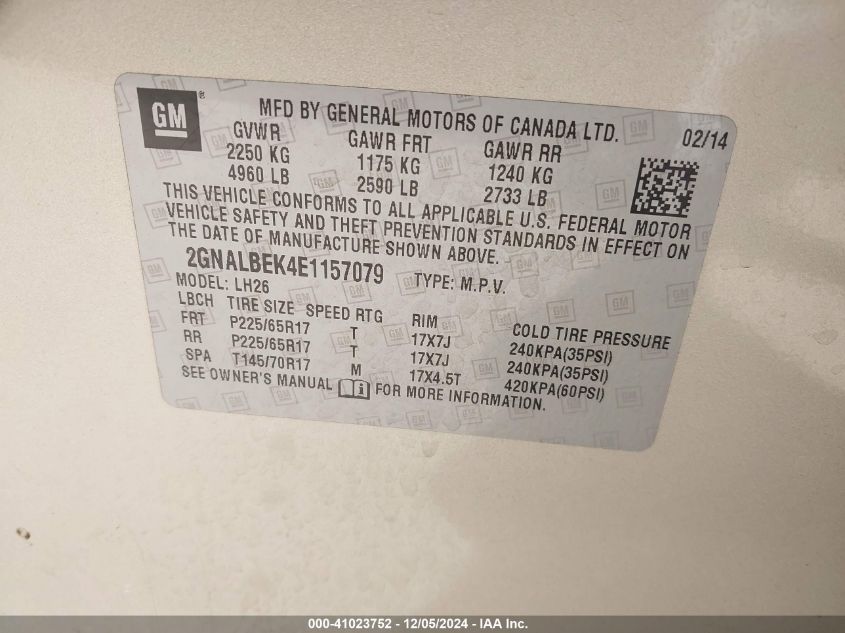 GM ®
MFD BY GENERAL MOTORS OF CANADA LTD.
02/14
GVWR GAWR FRT GAWR RR
2250 KG 1175 KG 1240 KG
4960 LB 2590 LB 2733 LB
THIS VEHICLE CONFORMS TO ALL APPLICABLE U.S. FEDERAL MOTOR
VEHICLE SAFETY AND THEFT PREVENTION STANDARDS IN EFFECT ON
THE DATE OF MANUFACTURE SHOWN ABOVE.
2GNALBEK4E1157079 TYPE: M.P.V.
MODEL: LH26
LBCH TIRE SIZE SPEED RTG RIM COLD TIRE PRESSURE
FRT P225/65R17 T 17X7J 240KPA(35PSI)
RR P225/65R17 T 17X7J 240KPA(35PSI)
SPA T145/70R17 M 17X4.5T 420KPA(60PSI)
SEE OWNER'S MANUAL FOR MORE INFORMATION.
000-41023752 - 12/05/2024 - IAA Inc.